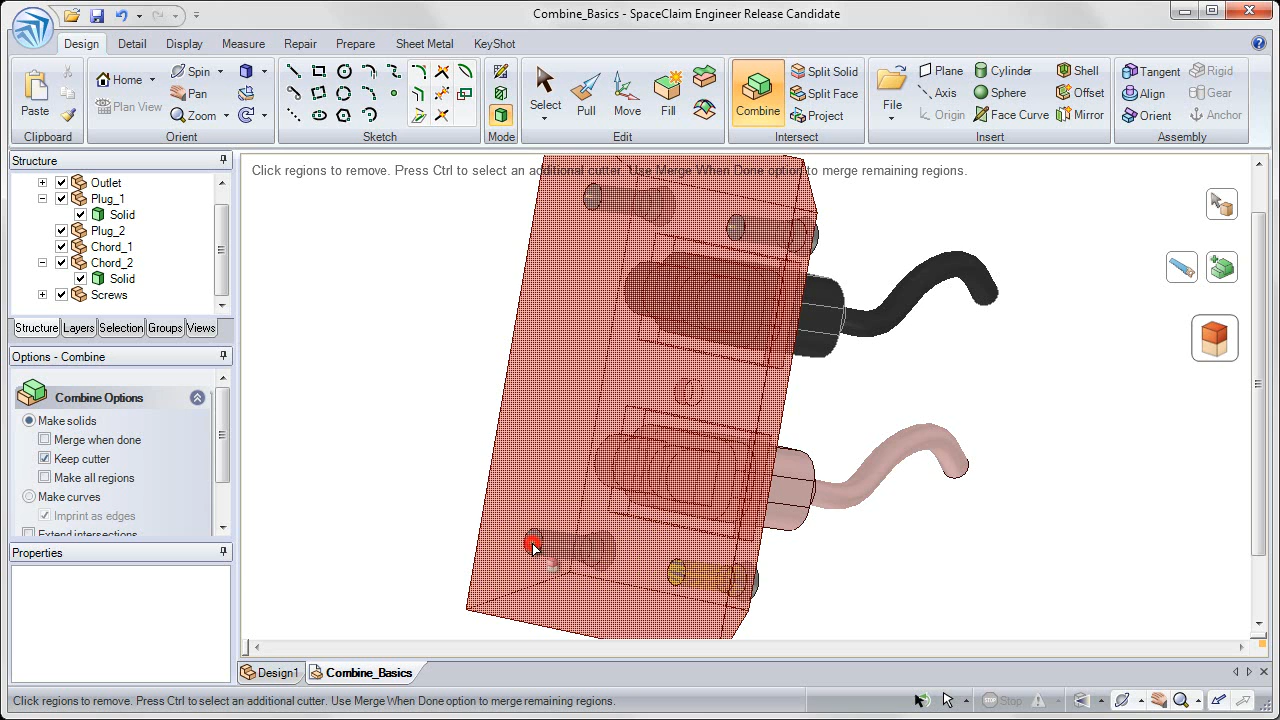 Combine_Basics - SpaceClaim Engineer Release Candidate
Design Detail Display Measure Repair Prepare Sheet Metal KeyShot
Paste
Clipboard
Home Spin
Plan View Pan
Zoom
Orient
Sketch
Mode
Select Pull Move Fill
Edit
Combine Split Solid
Split Face
Project
Intersect
File Plane Cylinder Shell
Axis Sphere Offset
Origin Face Curve Mirror
Insert
Tangent Rigid
Align Gear
Orient Anchor
Assembly
Structure
Outlet
Plug_1
Solid
Plug_2
Chord_1
Chord_2
Solid
Screws
Structure Layers Selection Groups Views
Options - Combine
Combine Options
Make solids
Merge when done
Keep cutter
Make all regions
Make curves
Imprint as edges
Extend intersections
Properties
Click regions to remove. Press Ctrl to select an additional cutter. Use Merge When Done option to merge remaining regions.
Design1 Combine_Basics
Click regions to remove. Press Ctrl to select an additional cutter. Use Merge When Done option to merge remaining regions.
Stop